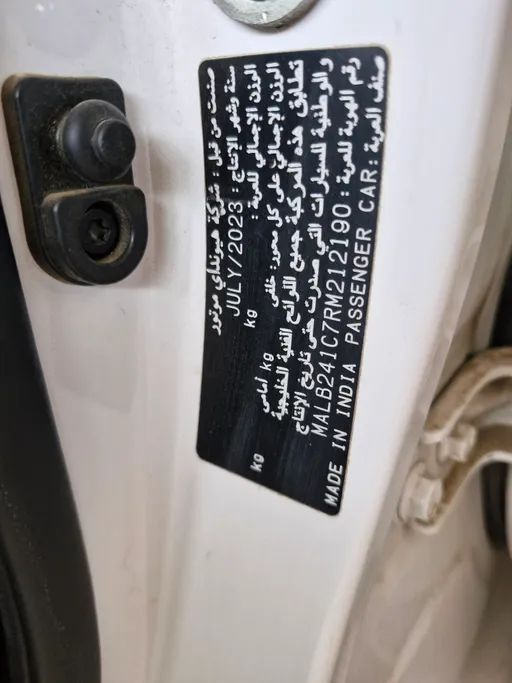 صنعت من قبل : شركة هيونداي موتور
سنة وشهر الإنتاج : JULY/2023
الوزن الإجمالي للعربة : kg
الوزن الإجمالي على كل محور: خلفي kg أمامي kg
تطابق هذه المركبة جميع اللوائح الفنية الخليجية
والوطنية للسيارات التي صدرت حتى تاريخ الإنتاج
رقم الهوية للعربة : MALB241C7RM212190
صنف العربة : PASSENGER CAR
MADE IN INDIA